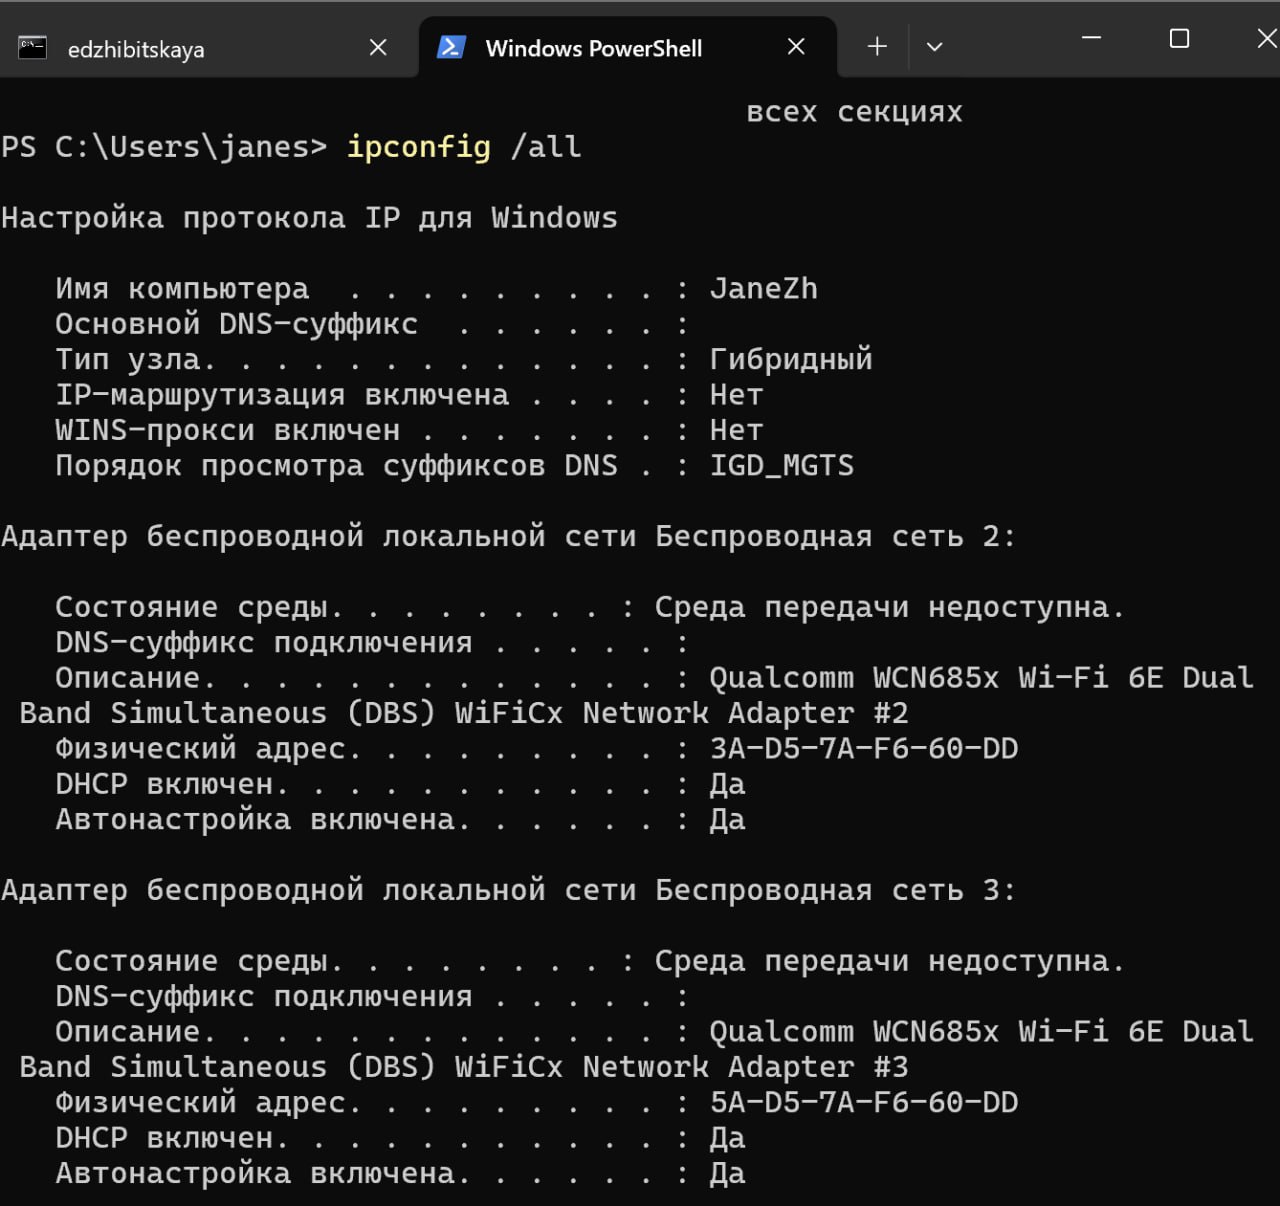 edzhibitskaya
Windows PowerShell
всех секциях
PS C:\Users\janes> ipconfig /all
Настройка протокола IP для Windows
Имя компьютера  . . . . . . . . . : JaneZh
Основной DNS-суффикс  . . . . . . :
Тип узла. . . . . . . . . . . . . : Гибридный
IP-маршрутизация включена . . . . : Нет
WINS-прокси включен . . . . . . . : Нет
Порядок просмотра суффиксов DNS . : IGD_MGTS
Адаптер беспроводной локальной сети Беспроводная сеть 2:
Состояние среды. . . . . . . . : Среда передачи недоступна.
DNS-суффикс подключения . . . . . :
Описание. . . . . . . . . . . . . : Qualcomm WCN685x Wi-Fi 6E Dual
Band Simultaneous (DBS) WiFiCx Network Adapter #2
Физический адрес. . . . . . . . . : 3A-D5-7A-F6-60-DD
DHCP включен. . . . . . . . . . . : Да
Автонастройка включена. . . . . . : Да
Адаптер беспроводной локальной сети Беспроводная сеть 3:
Состояние среды. . . . . . . . : Среда передачи недоступна.
DNS-суффикс подключения . . . . . :
Описание. . . . . . . . . . . . . : Qualcomm WCN685x Wi-Fi 6E Dual
Band Simultaneous (DBS) WiFiCx Network Adapter #3
Физический адрес. . . . . . . . . : 5A-D5-7A-F6-60-DD
DHCP включен. . . . . . . . . . . : Да
Автонастройка включена. . . . . . : Да